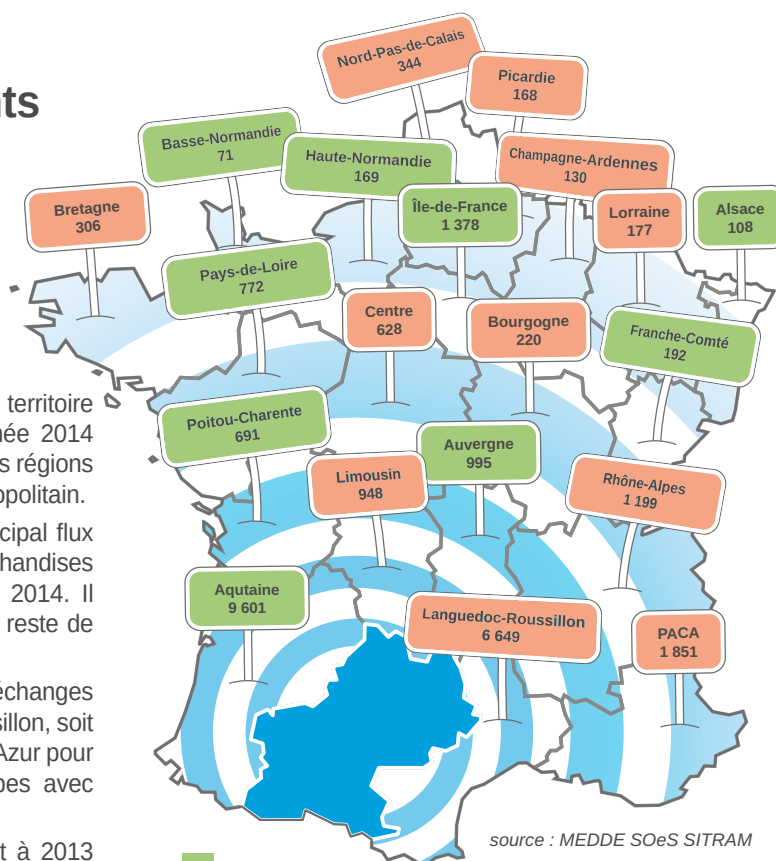 ts
Nord-Pas-de-Calais
344
Picardie
168
Basse-Normandie
71
Haute-Normandie
169
Champagne-Ardennes
130
Bretagne
306
Île-de-France
1 378
Lorraine
177
Alsace
108
Pays-de-Loire
772
Centre
628
Bourgogne
220
Franche-Comté
192
Poitou-Charente
691
Auvergne
995
Limousin
948
Rhône-Alpes
1 199
Aqutaine
9 601
Languedoc-Roussillon
6 649
PACA
1 851
territoire
ée 2014
s régions
opolitain.
cipal flux
handises
2014. Il
reste de
échanges
sillon, soit
Azur pour
pes avec
t à 2013
source : MEDDE SOeS SITRAM